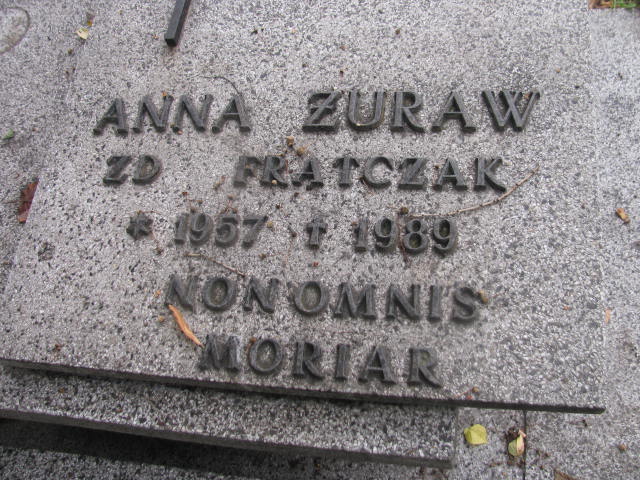 ANNA ŻURAW
ZD FRĄTCZAK
* 1957 † 1989
NON OMNIS
MORIAR